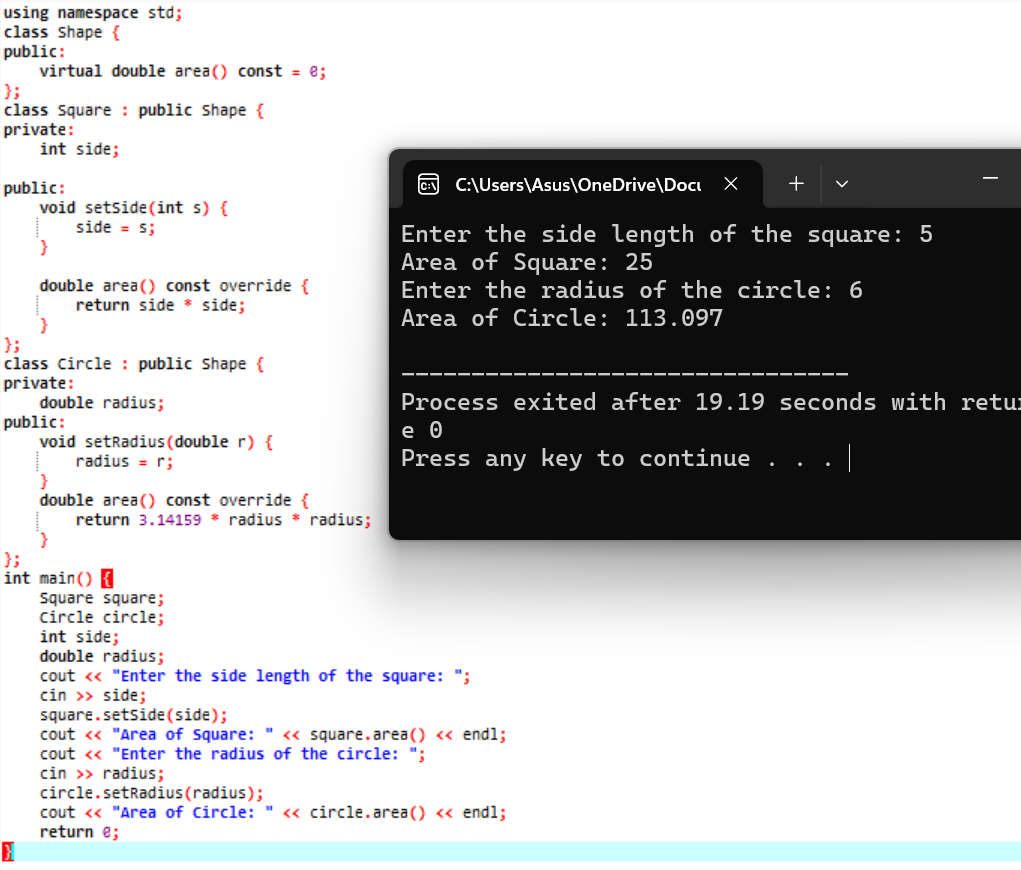 using namespace std;
class Shape {
public:
    virtual double area() const = 0;
};
class Square : public Shape {
private:
    int side;

public:
    void setSide(int s) {
        side = s;
    }

    double area() const override {
        return side * side;
    }
};
class Circle : public Shape {
private:
    double radius;
public:
    void setRadius(double r) {
        radius = r;
    }
    double area() const override {
        return 3.14159 * radius * radius;
    }
};
int main() {
    Square square;
    Circle circle;
    int side;
    double radius;
    cout << "Enter the side length of the square: ";
    cin >> side;
    square.setSide(side);
    cout << "Area of Square: " << square.area() << endl;
    cout << "Enter the radius of the circle: ";
    cin >> radius;
    circle.setRadius(radius);
    cout << "Area of Circle: " << circle.area() << endl;
    return 0;
}
C:\Users\Asus\OneDrive\Docu
Enter the side length of the square: 5
Area of Square: 25
Enter the radius of the circle: 6
Area of Circle: 113.097

--------------------------------
Process exited after 19.19 seconds with retur
e 0
Press any key to continue . . .